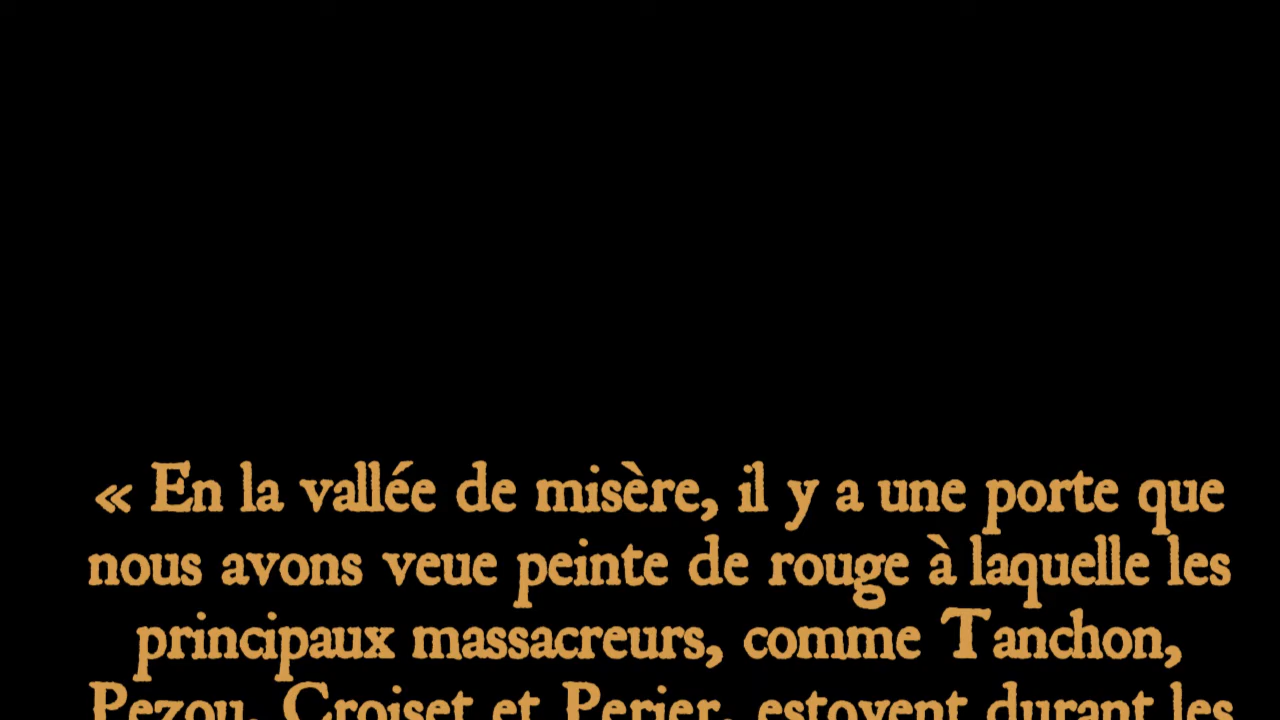 « En la vallée de misère, il y a une porte que
nous avons veue peinte de rouge à laquelle les
principaux massacreurs, comme Tanchon,
Pezou, Croiset et Perier, estoyent durant les